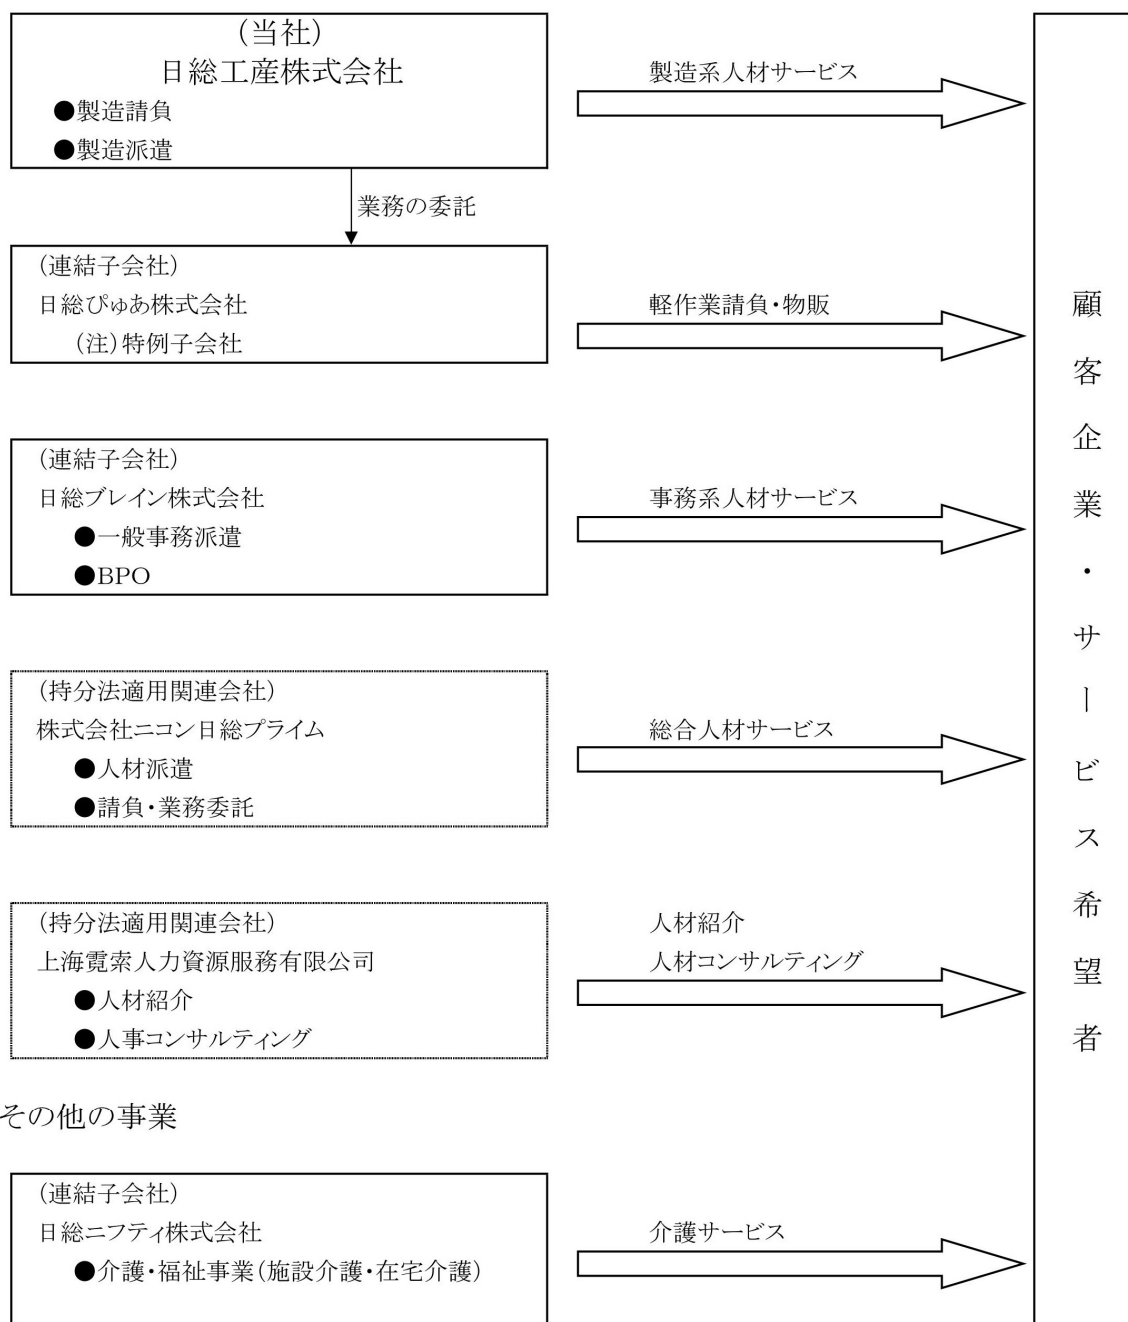 (当社)
日総工産株式会社
●製造請負
●製造派遣
製造系人材サービス
業務の委託
(連結子会社)
日総ぴゅあ株式会社
(注)特例子会社
軽作業請負・物販
(連結子会社)
日総ブレイン株式会社
●一般事務派遣
●BPO
事務系人材サービス
(持分法適用関連会社)
株式会社ニコン日総プライム
●人材派遣
●請負・業務委託
総合人材サービス
(持分法適用関連会社)
上海霓索人力資源服務有限公司
●人材紹介
●人事コンサルティング
人材紹介
人材コンサルティング
その他の事業
(連結子会社)
日総ニフティ株式会社
●介護・福祉事業(施設介護・在宅介護)
介護サービス
顧客企業・サービス希望者